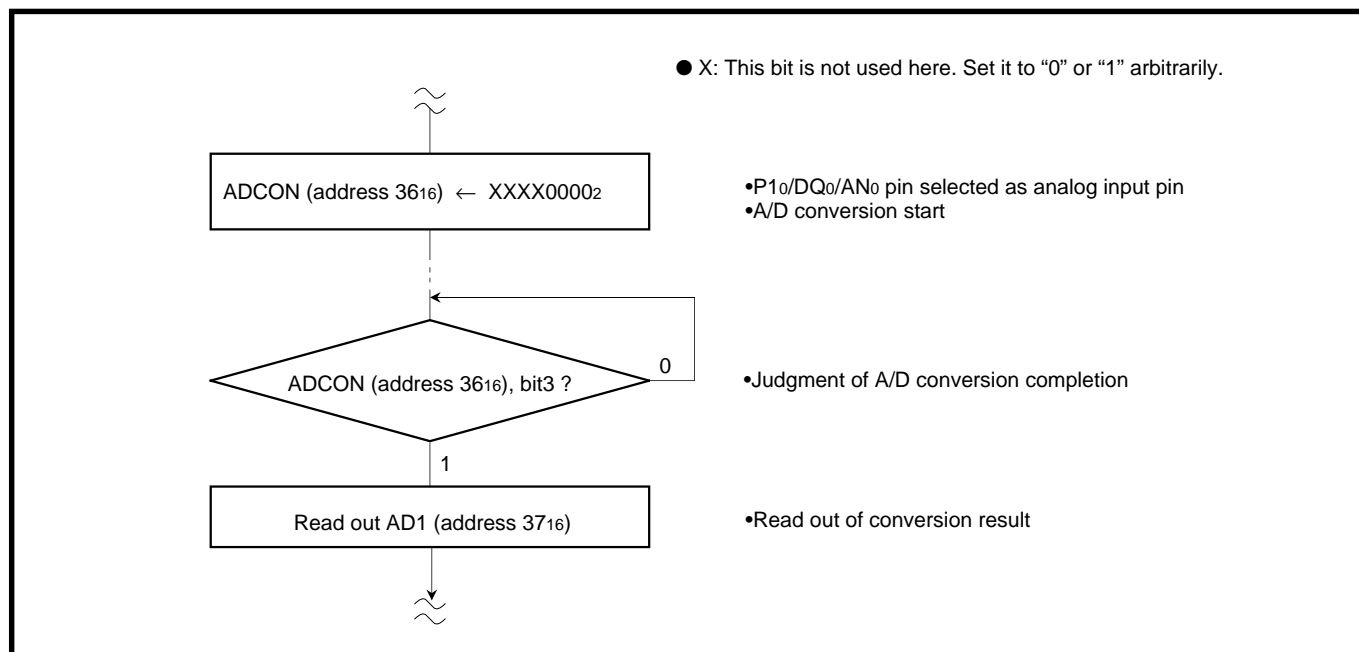 ● X: This bit is not used here. Set it to “0” or “1” arbitrarily.
ADCON (address 3616) ← XXXX00002
•P10/DQ0/AN0 pin selected as analog input pin
•A/D conversion start
0
ADCON (address 3616), bit3 ?
•Judgment of A/D conversion completion
1
Read out AD1 (address 3716)
•Read out of conversion result